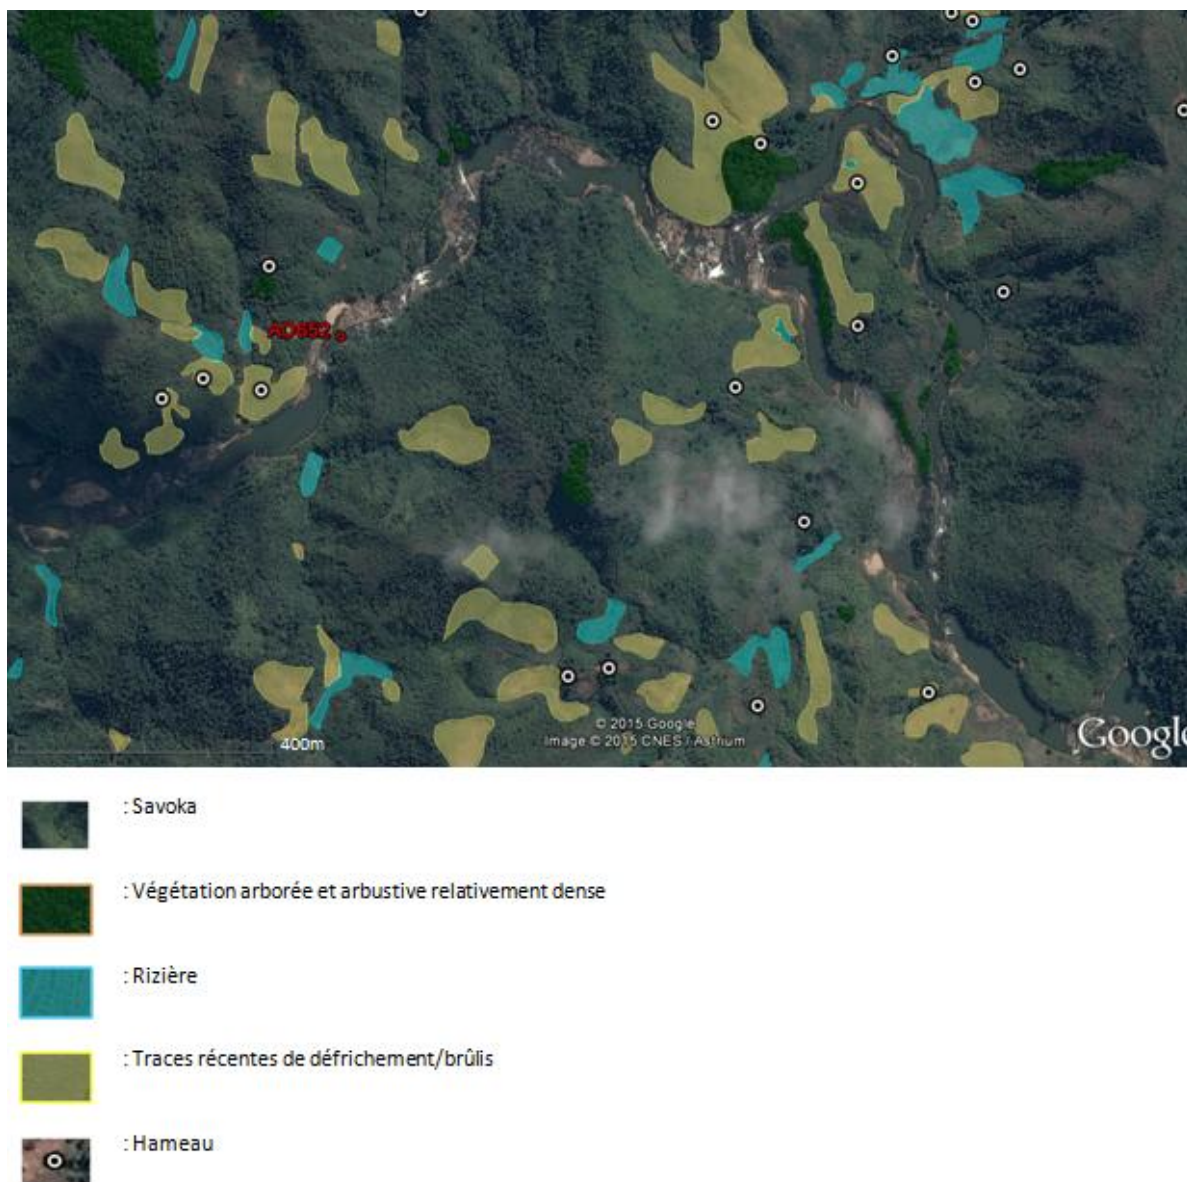 AD652
400m
© 2015 Google
Image © 2015 CNES / Astrium
Google
: Savoka
: Végétation arborée et arbustive relativement dense
: Rizière
: Traces récentes de défrichement/brûlis
: Hameau